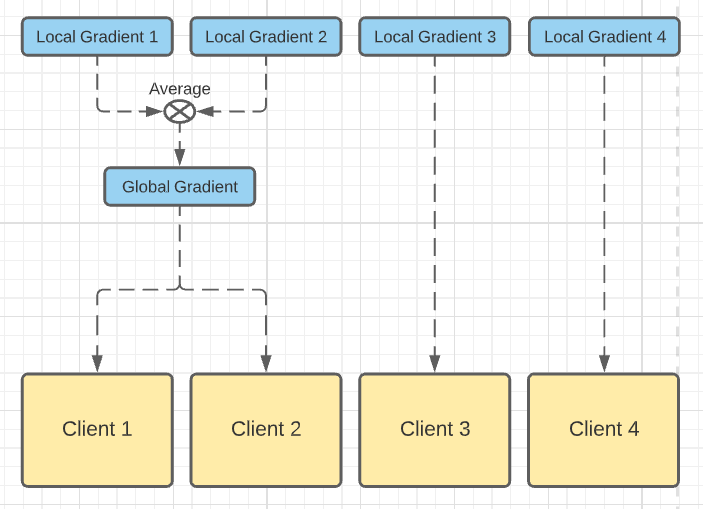 Local Gradient 1
Local Gradient 2
Local Gradient 3
Local Gradient 4
Average
Global Gradient
Client 1
Client 2
Client 3
Client 4